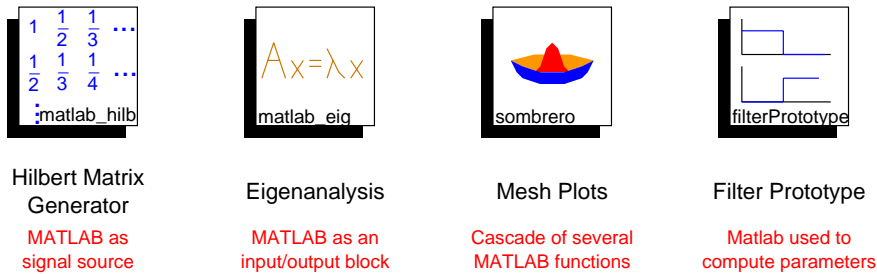 1 1/2 1/3 ...
1/2 1/3 1/4 ...
⋮
matlab_hilb
Hilbert Matrix
Generator
MATLAB as
signal source
Ax=λx
matlab_eig
Eigenanalysis
MATLAB as an
input/output block
sombrero
Mesh Plots
Cascade of several
MATLAB functions
filterPrototype
Filter Prototype
Matlab used to
compute parameters